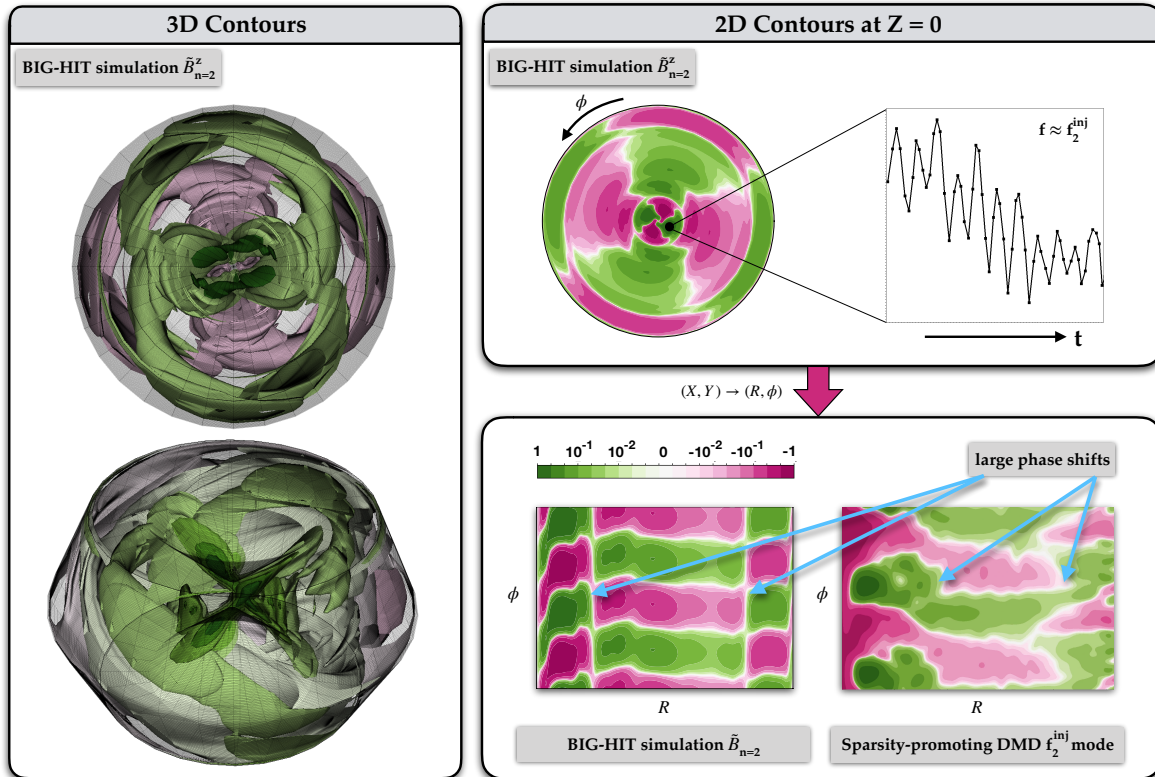 3D Contours
BIG-HIT simulation B̃ᶻₙ₌₂
2D Contours at Z = 0
BIG-HIT simulation B̃ᶻₙ₌₂
ϕ
f ≈ f₂ⁱⁿʲ
t
(X, Y) → (R, ϕ)
1 10⁻¹ 10⁻² 0 -10⁻² -10⁻¹ -1
large phase shifts
ϕ
ϕ
R
R
BIG-HIT simulation B̃ₙ₌₂
Sparsity-promoting DMD f₂ⁱⁿʲ mode